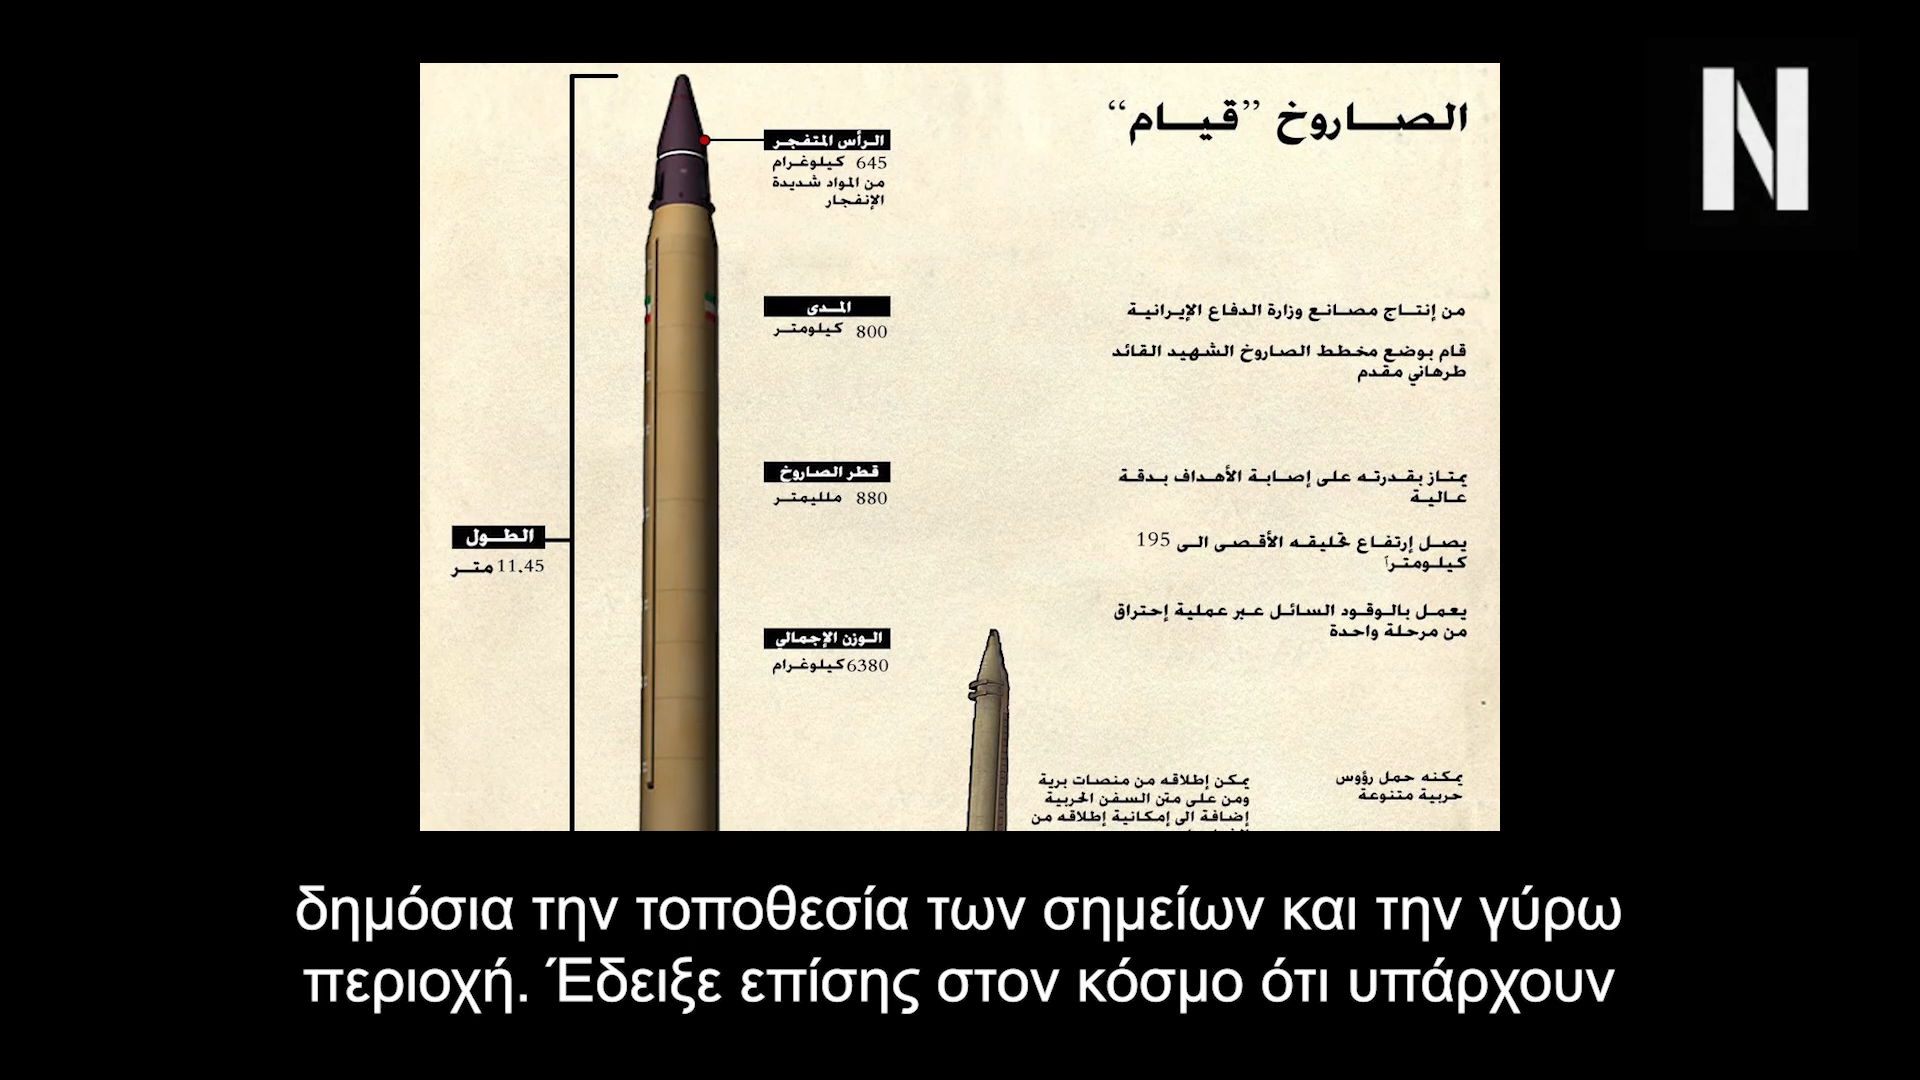 N
الصاروخ ”قيام“
الرأس المتفجر
645 كيلوغرام
من المواد شديدة
الإنفجار
المدى
800 كيلومتر
من إنتاج مصانع وزارة الدفاع الإيرانية
قام بوضع مخطط الصاروخ الشهيد القائد
طرهاني مقدم
قطر الصاروخ
880 ملليمتر
يمتاز بقدرته على إصابة الأهداف بدقة
عالية
الطول
11.45 متر
يصل إرتفاع تحليقه الأقصى الى 195
كيلومتراً
يعمل بالوقود السائل عبر عملية إحتراق
من مرحلة واحدة
الوزن الإجمالي
6380 كيلوغرام
يمكنه حمل رؤوس
حربية متنوعة
يمكن إطلاقه من منصات برية
ومن على متن السفن الحربية
إضافة الى إمكانية إطلاقه من
δημόσια την τοποθεσία των σημείων και την γύρω
περιοχή. Έδειξε επίσης στον κόσμο ότι υπάρχουν